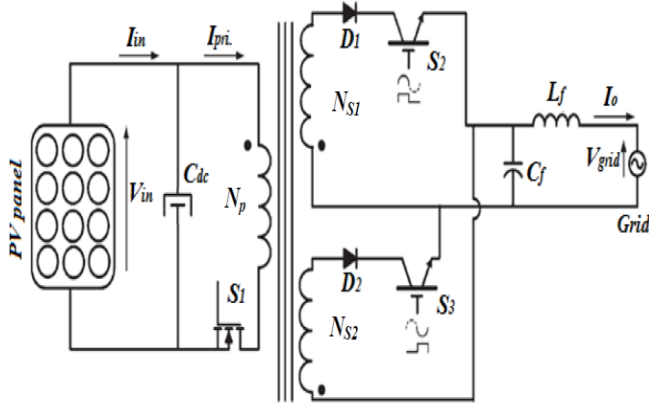 I_in
I_pri.
D_1
S_2
N_S1
L_f
I_o
PV panel
V_in
C_dc
N_p
C_f
V_grid
Grid
S_1
D_2
S_3
N_S2